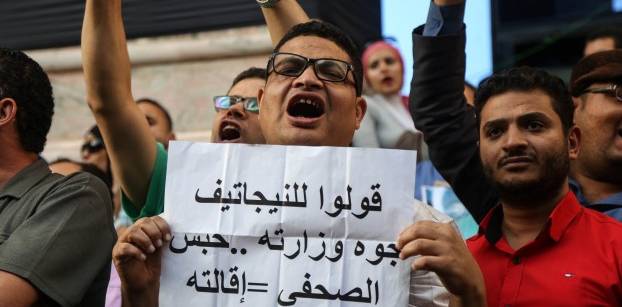 قولوا للنيجاتيف
جوه وزارته ..حبس
الصحفي =إقالته